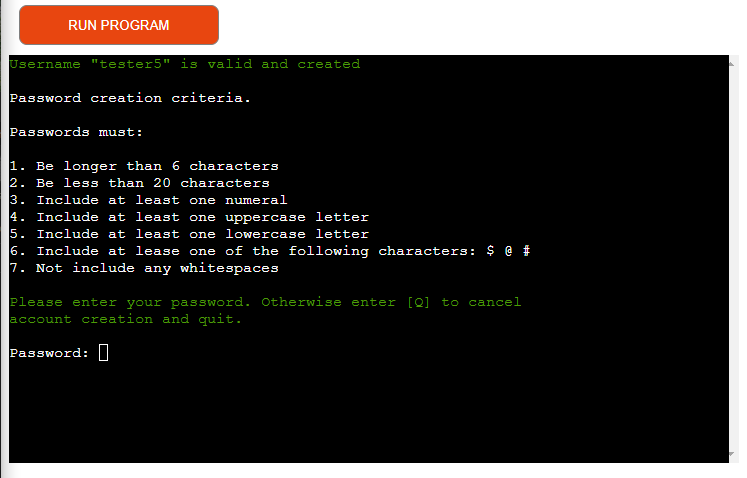 RUN PROGRAM
Username "tester5" is valid and created
Password creation criteria.
Passwords must:
1. Be longer than 6 characters
2. Be less than 20 characters
3. Include at least one numeral
4. Include at least one uppercase letter
5. Include at least one lowercase letter
6. Include at lease one of the following characters: $ @ #
7. Not include any whitespaces
Please enter your password. Otherwise enter [Q] to cancel
account creation and quit.
Password: